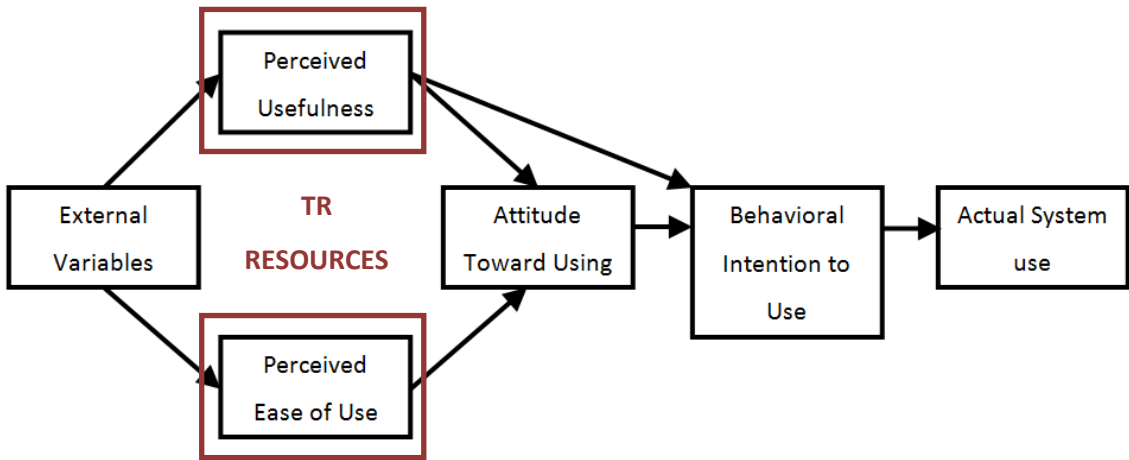 Perceived
Usefulness
External
Variables
TR
RESOURCES
Attitude
Toward Using
Behavioral
Intention to
Use
Actual System
use
Perceived
Ease of Use